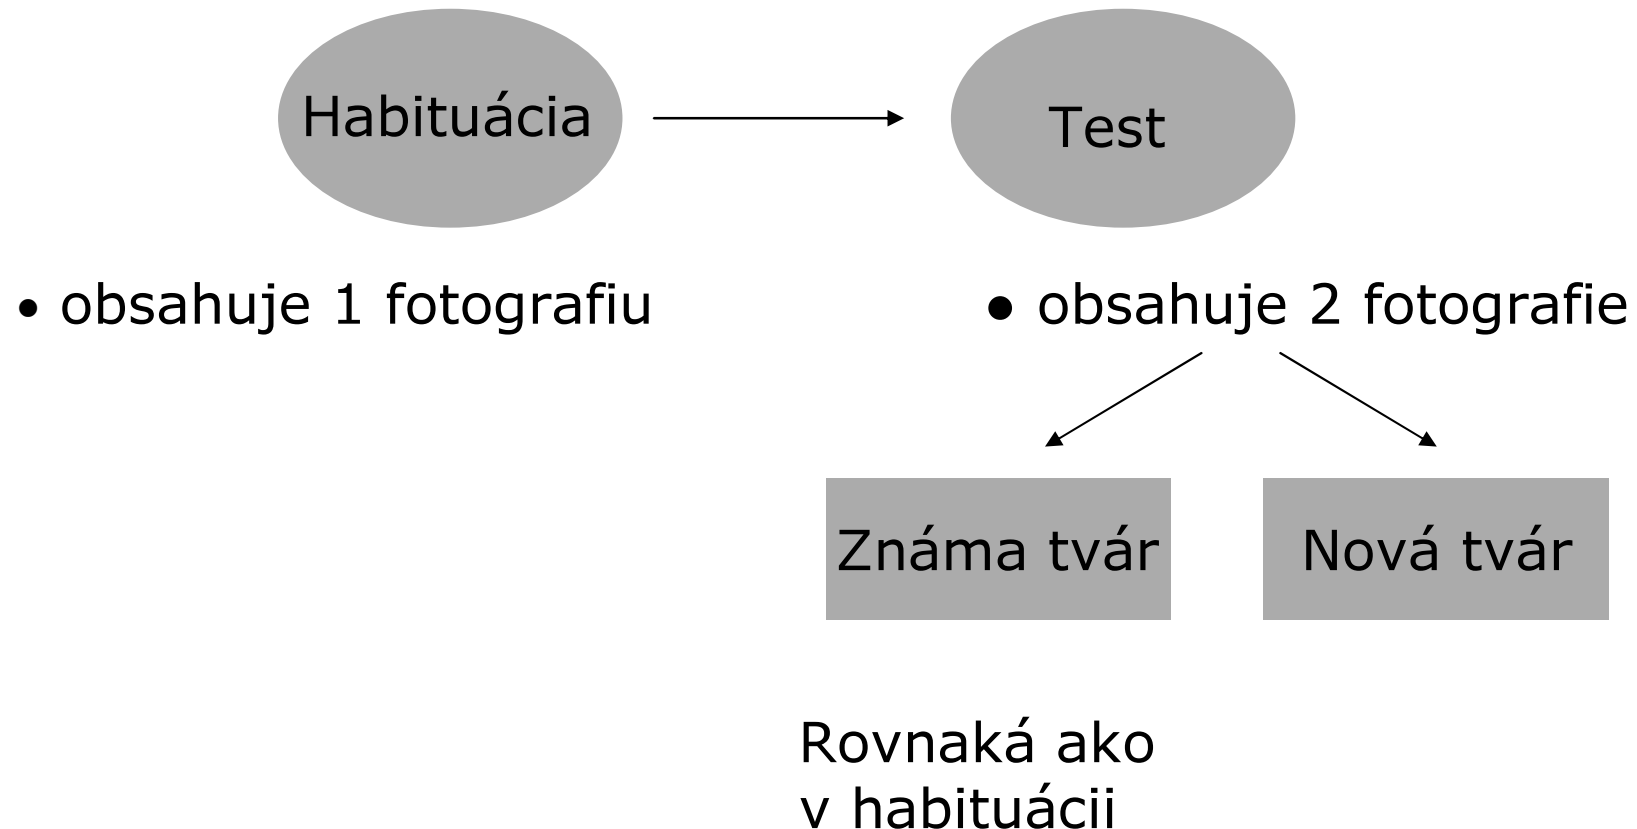 Habituácia
Test
• obsahuje 1 fotografiu
• obsahuje 2 fotografie
Známa tvár
Nová tvár
Rovnaká ako
v habituácii